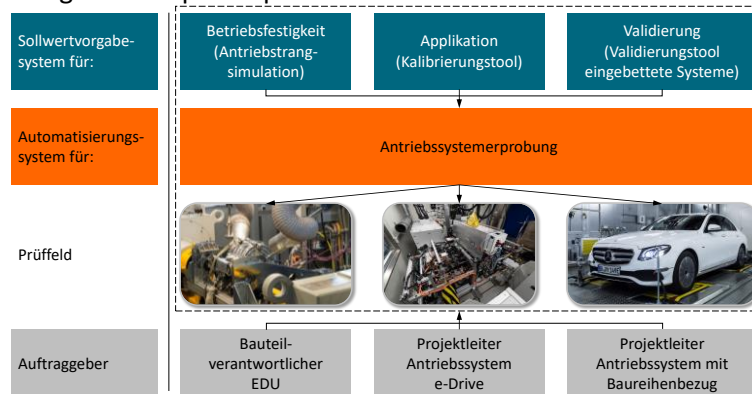 Sollwertvorgabe-
system für:
Betriebsfestigkeit
(Antriebstrang-
simulation)
Applikation
(Kalibrierungstool)
Validierung
(Validierungstool
eingebettete Systeme)
Automatisierungs-
system für:
Antriebssystemerprobung
Prüffeld
Auftraggeber
Bauteil-
verantwortlicher
EDU
Projektleiter
Antriebssystem
e-Drive
Projektleiter
Antriebssystem mit
Baureihenbezug